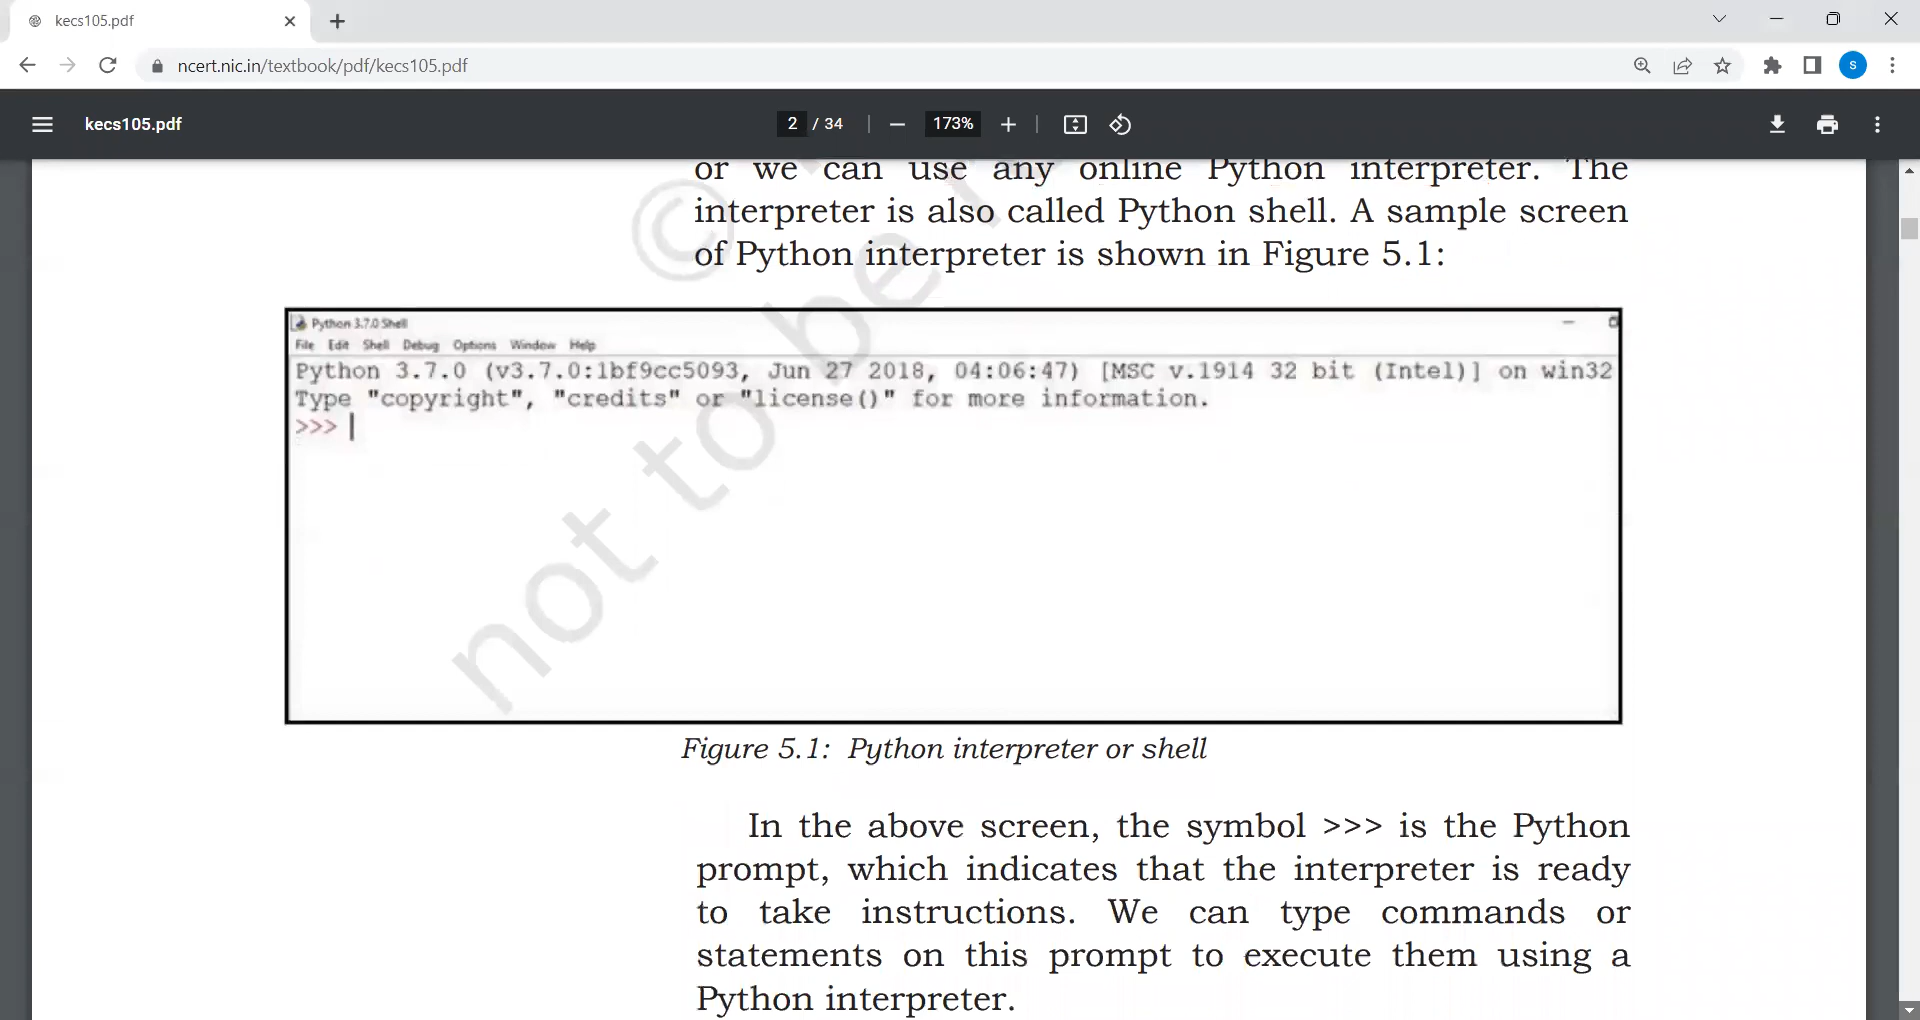 kecs105.pdf
ncert.nic.in/textbook/pdf/kecs105.pdf
S
kecs105.pdf
2 / 34
173%
or we can use any online Python interpreter. The
interpreter is also called Python shell. A sample screen
of Python interpreter is shown in Figure 5.1:
Python 3.7.0 Shell
File Edit Shell Debug Options Window Help
Python 3.7.0 (v3.7.0:1bf9cc5093, Jun 27 2018, 04:06:47) [MSC v.1914 32 bit (Intel)] on win32
Type "copyright", "credits" or "license()" for more information.
>>>
© not to be
Figure 5.1: Python interpreter or shell
In the above screen, the symbol >>> is the Python
prompt, which indicates that the interpreter is ready
to take instructions. We can type commands or
statements on this prompt to execute them using a
Python interpreter.